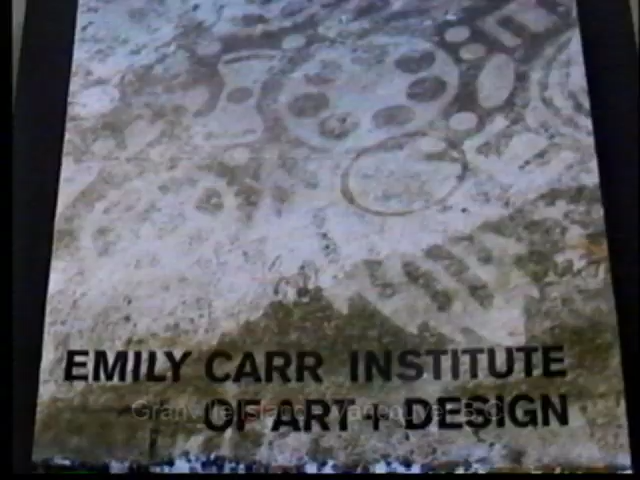 EMILY CARR INSTITUTE
OF ART + DESIGN
Granville Island, Vancouver, B.C.